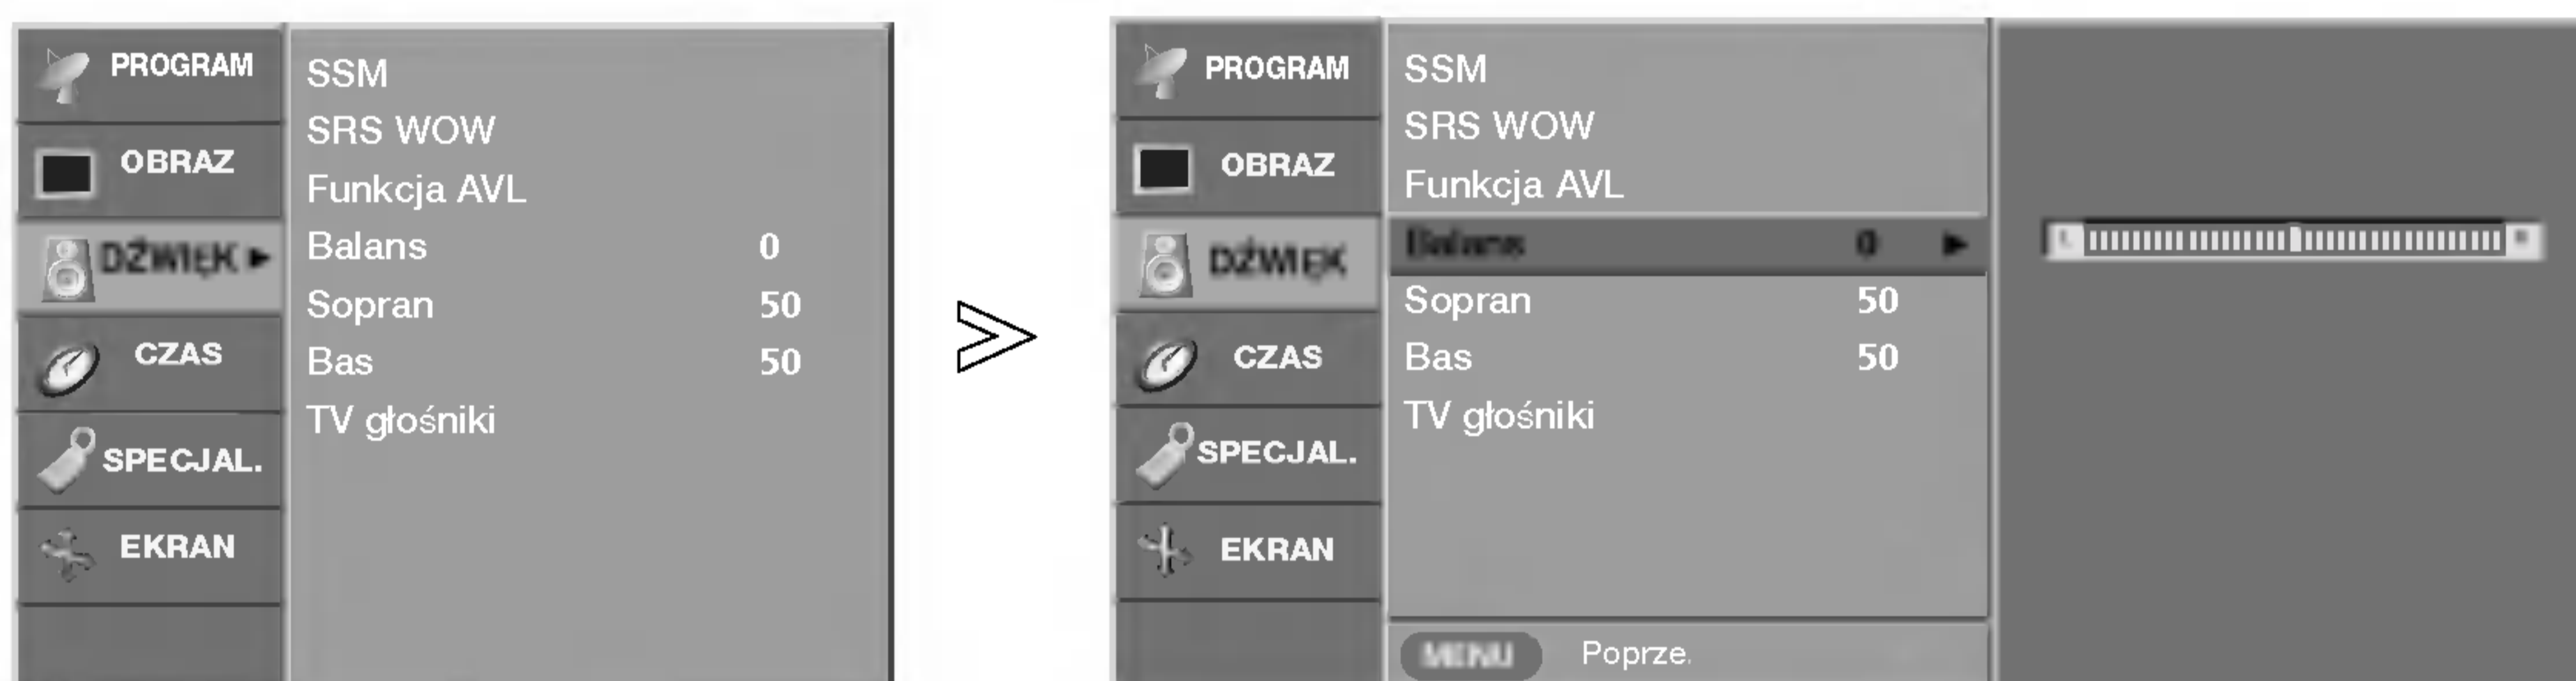 PROGRAM
OBRAZ
DŹWIĘK
CZAS
SPECJAL.
EKRAN
SSM
SRS WOW
Funkcja AVL
Balans 0
Sopran 50
Bas 50
TV głośniki
PROGRAM
OBRAZ
DŹWIĘK
CZAS
SPECJAL.
EKRAN
SSM
SRS WOW
Funkcja AVL
Balans 0
Sopran 50
Bas 50
TV głośniki
MENU Poprze.
L R